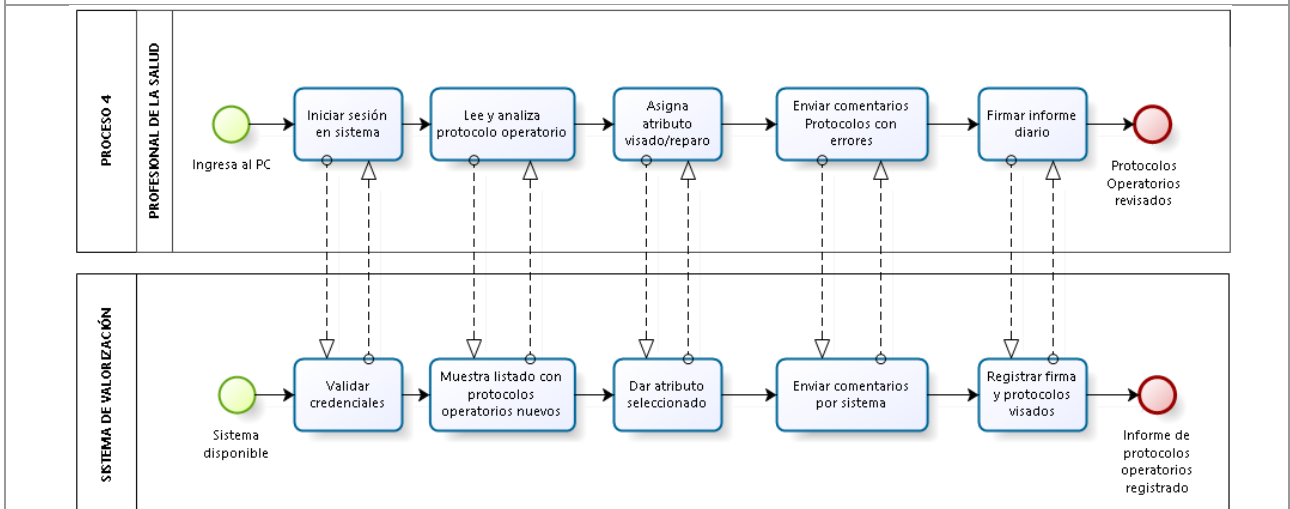 PROCESO 4
PROFESIONAL DE LA SALUD
Ingresa al PC
Iniciar sesión
en sistema
Lee y analiza
protocolo operatorio
Asigna
atributo
visado/reparo
Enviar comentarios
Protocolos con
errores
Firmar informe
diario
Protocolos
Operatorios
revisados
SISTEMA DE VALORIZACIÓN
Sistema
disponible
Validar
credenciales
Muestra listado con
protocolos
operatorios nuevos
Dar atributo
seleccionado
Enviar comentarios
por sistema
Registrar firma
y protocolos
visados
Informe de
protocolos
operatorios
registrado